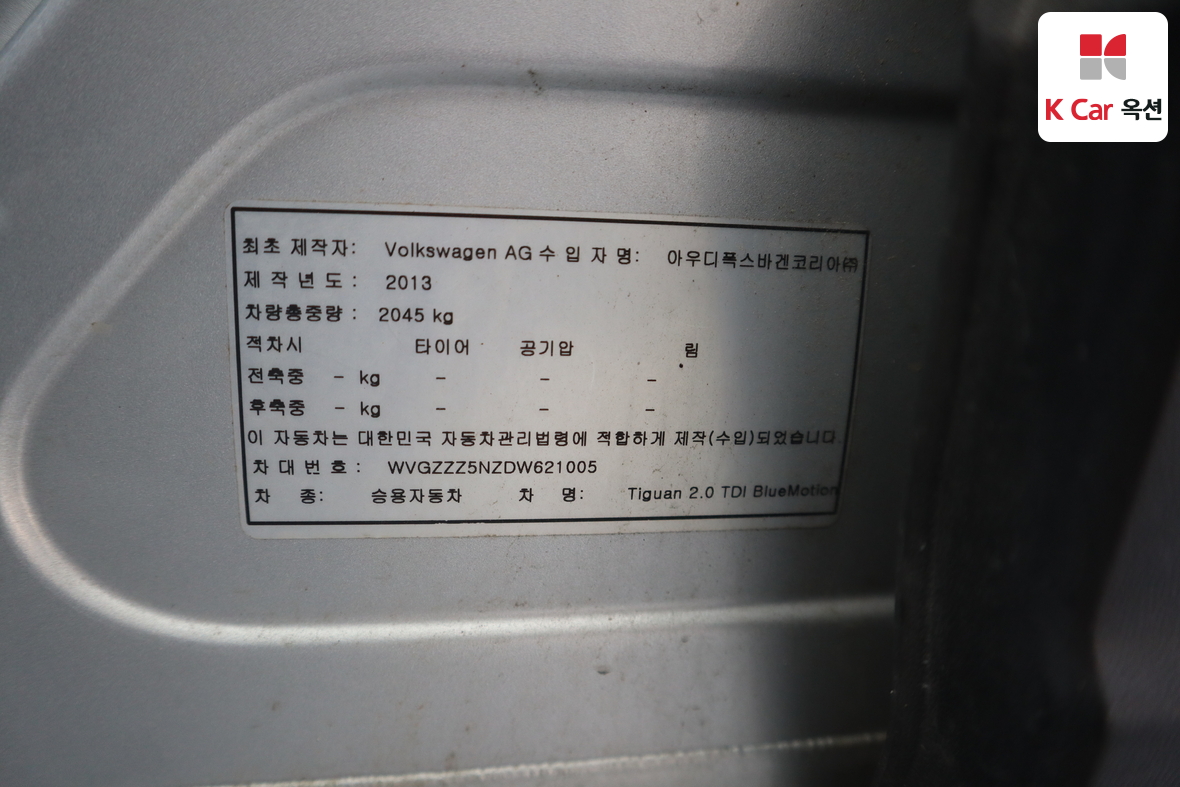 K Car 옥션
최초 제작자: Volkswagen AG 수 입 자 명: 아우디폭스바겐코리아㈜
제 작 년 도 : 2013
차량총중량 : 2045 kg
적차시 타이어 공기압 림
전축중 - kg - - -
후축중 - kg - - -
이 자동차는 대한민국 자동차관리법령에 적합하게 제작(수입)되었습니다.
차 대 번 호 : WVGZZZ5NZDW621005
차 종: 승용자동차 차 명: Tiguan 2.0 TDI BlueMotion